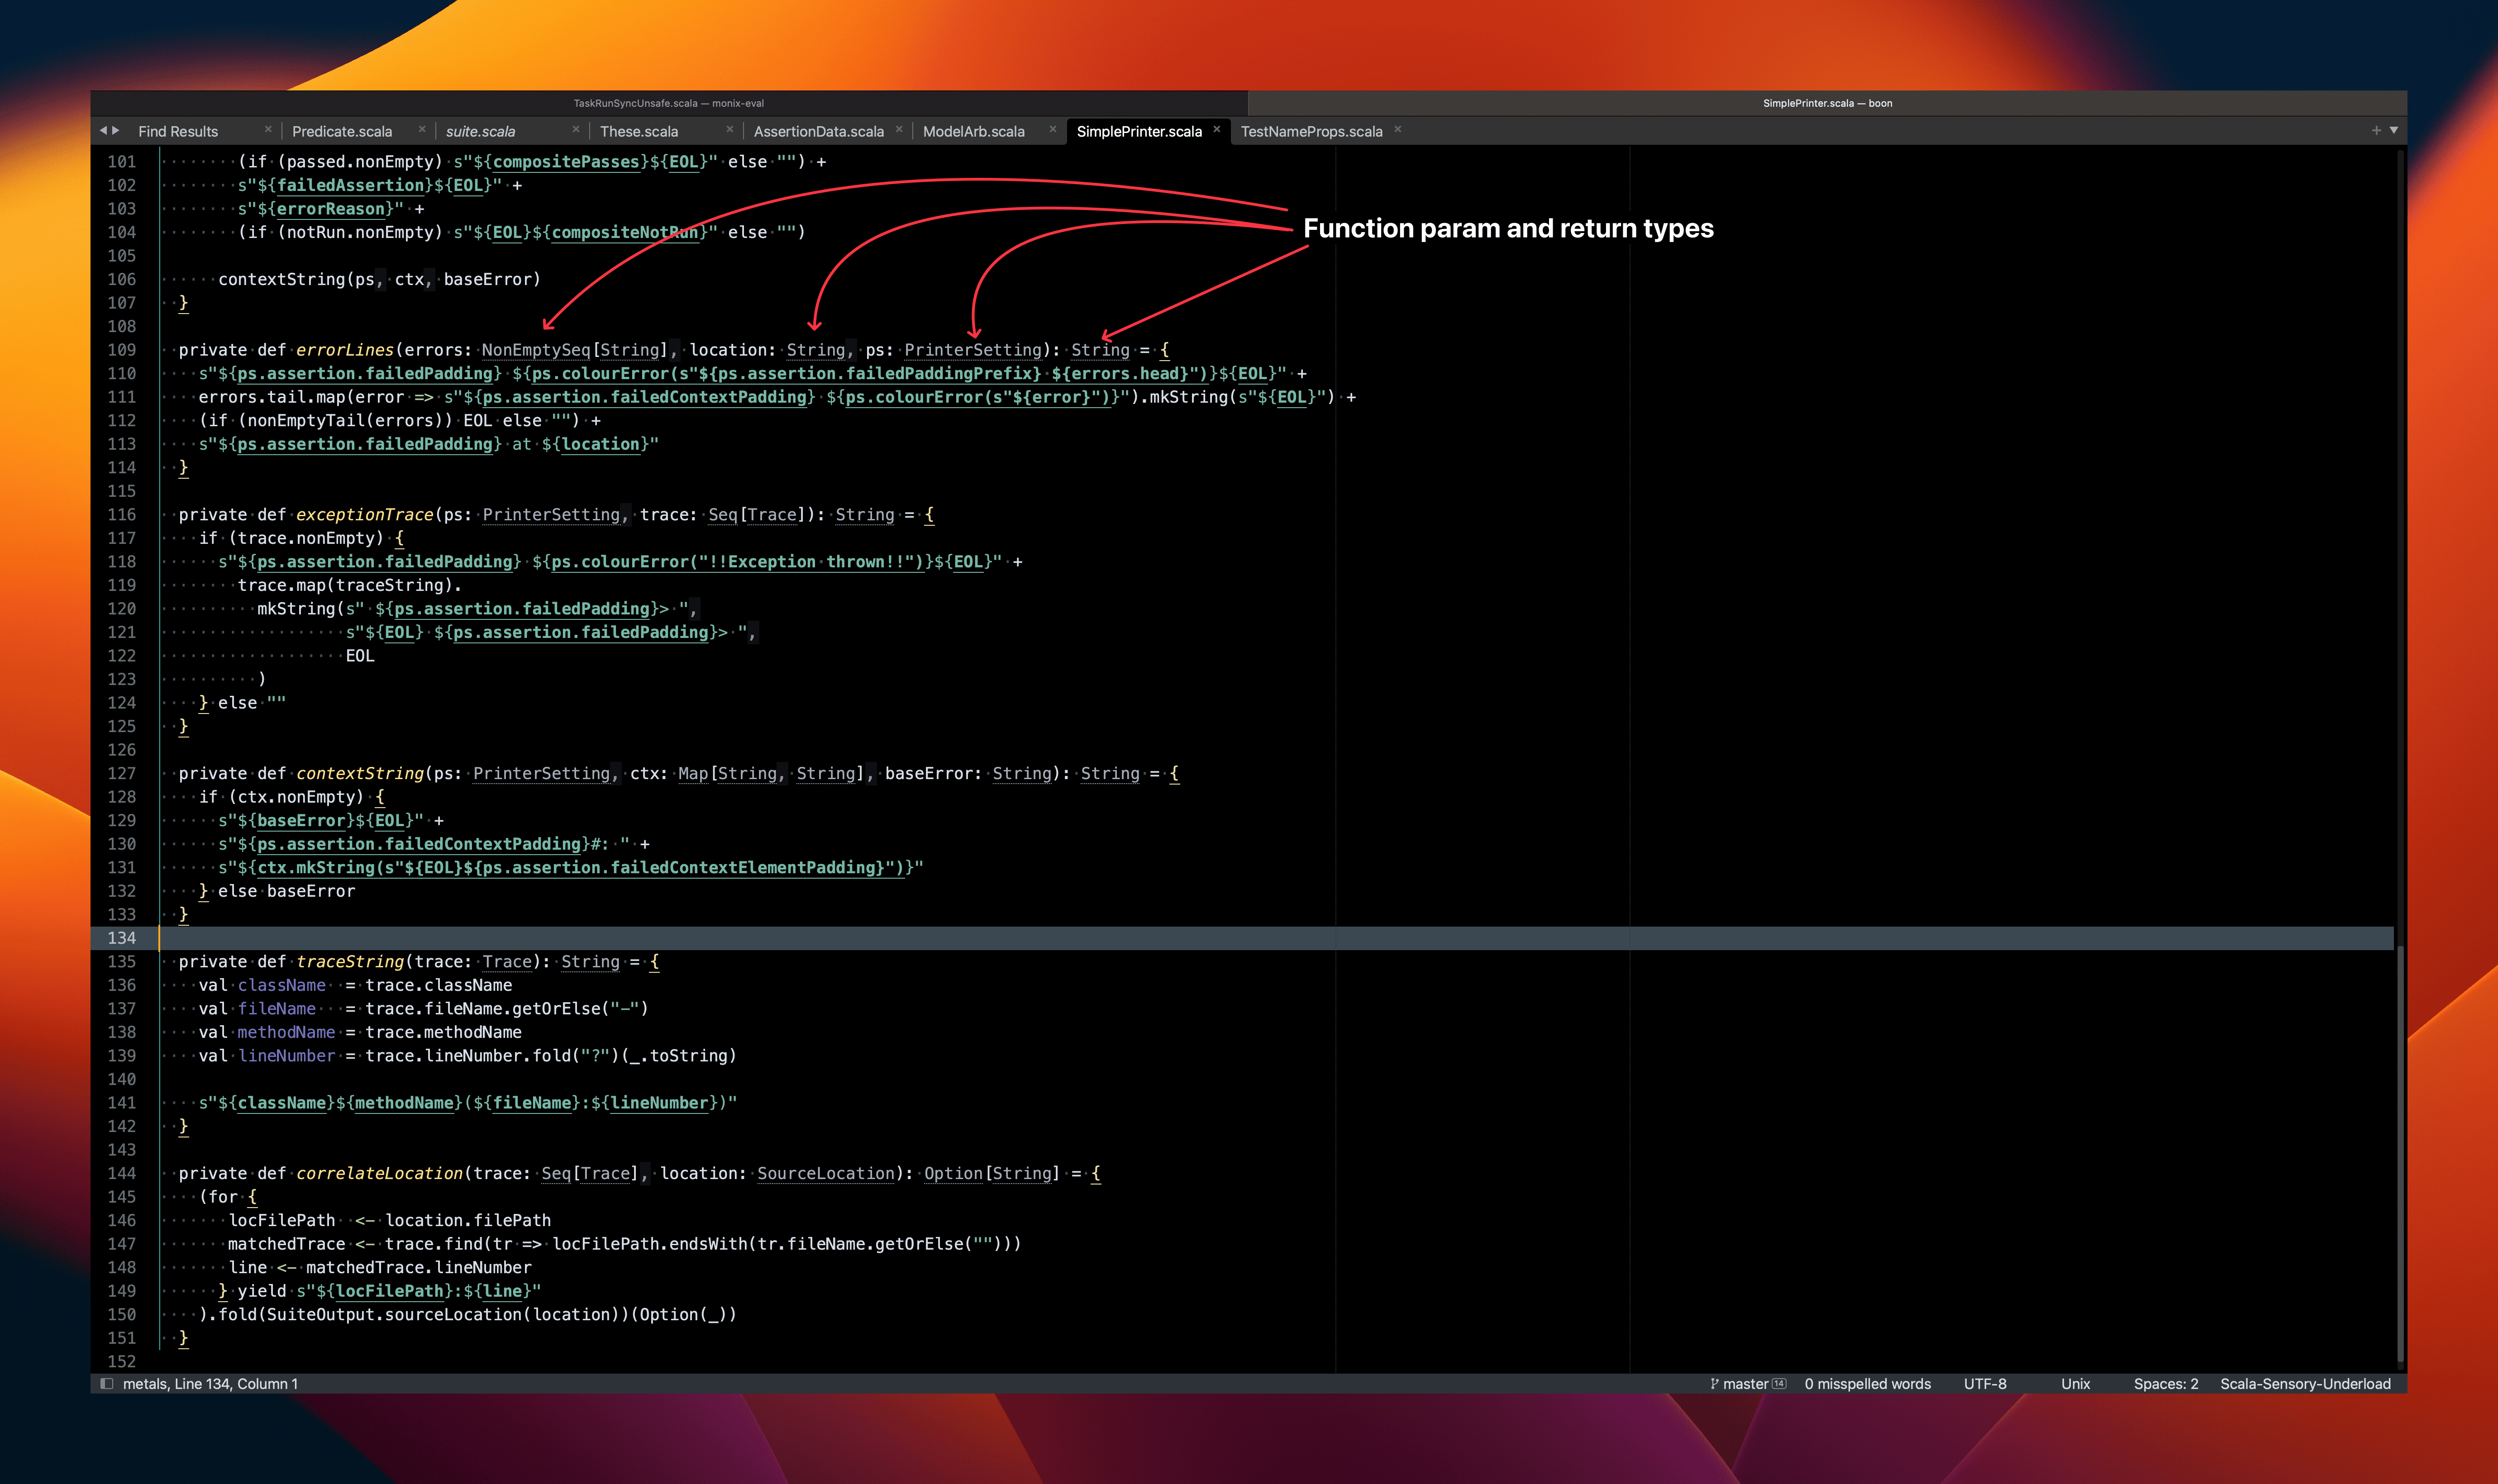 TaskRunSyncUnsafe.scala — monix-eval
SimplePrinter.scala — boon
Find Results
Predicate.scala
suite.scala
These.scala
AssertionData.scala
ModelArb.scala
SimplePrinter.scala
TestNameProps.scala
101 (if (passed.nonEmpty) s"${compositePasses}${EOL}" else "") +
102 s"${failedAssertion}${EOL}" +
103 s"${errorReason}" +
104 (if (notRun.nonEmpty) s"${EOL}${compositeNotRun}" else "")
Function param and return types
105
106 contextString(ps, ctx, baseError)
107 }
108
109 private def errorLines(errors: NonEmptySeq[String], location: String, ps: PrinterSetting): String = {
110 s"${ps.assertion.failedPadding} ${ps.colourError(s"${ps.assertion.failedPaddingPrefix} ${errors.head}")}${EOL}" +
111 errors.tail.map(error => s"${ps.assertion.failedContextPadding} ${ps.colourError(s"${error}")}").mkString(s"${EOL}") +
112 (if (nonEmptyTail(errors)) EOL else "") +
113 s"${ps.assertion.failedPadding} at ${location}"
114 }
115
116 private def exceptionTrace(ps: PrinterSetting, trace: Seq[Trace]): String = {
117 if (trace.nonEmpty) {
118 s"${ps.assertion.failedPadding} ${ps.colourError("!!Exception thrown!!")}${EOL}" +
119 trace.map(traceString).
120 mkString(s" ${ps.assertion.failedPadding}> ",
121 s"${EOL} ${ps.assertion.failedPadding}> ",
122 EOL
123 )
124 } else ""
125 }
126
127 private def contextString(ps: PrinterSetting, ctx: Map[String, String], baseError: String): String = {
128 if (ctx.nonEmpty) {
129 s"${baseError}${EOL}" +
130 s"${ps.assertion.failedContextPadding}#: " +
131 s"${ctx.mkString(s"${EOL}${ps.assertion.failedContextElementPadding}")}"
132 } else baseError
133 }
134
135 private def traceString(trace: Trace): String = {
136 val className = trace.className
137 val fileName = trace.fileName.getOrElse("-")
138 val methodName = trace.methodName
139 val lineNumber = trace.lineNumber.fold("?")(_.toString)
140
141 s"${className}${methodName}(${fileName}:${lineNumber})"
142 }
143
144 private def correlateLocation(trace: Seq[Trace], location: SourceLocation): Option[String] = {
145 (for {
146 locFilePath <- location.filePath
147 matchedTrace <- trace.find(tr => locFilePath.endsWith(tr.fileName.getOrElse("")))
148 line <- matchedTrace.lineNumber
149 } yield s"${locFilePath}:${line}"
150 ).fold(SuiteOutput.sourceLocation(location))(Option(_))
151 }
152
metals, Line 134, Column 1
master 14
0 misspelled words
UTF-8
Unix
Spaces: 2
Scala-Sensory-Underload